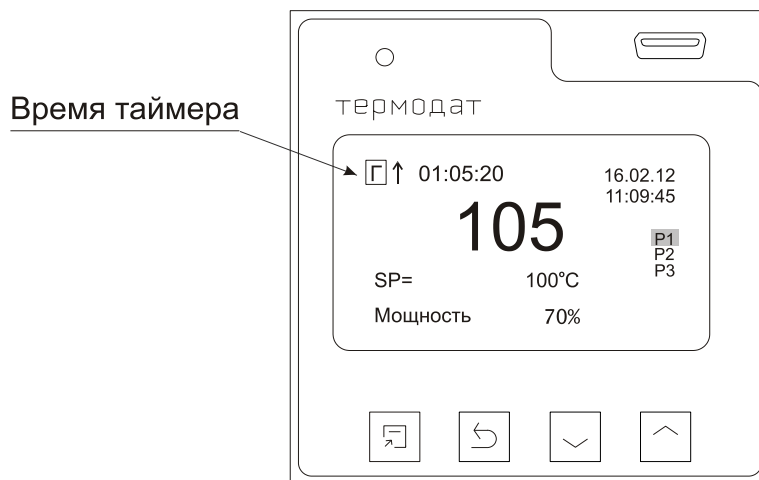 Время таймера
термодат
Г ↑ 01:05:20
16.02.12
11:09:45
105
P1
P2
P3
SP= 100°C
Мощность 70%